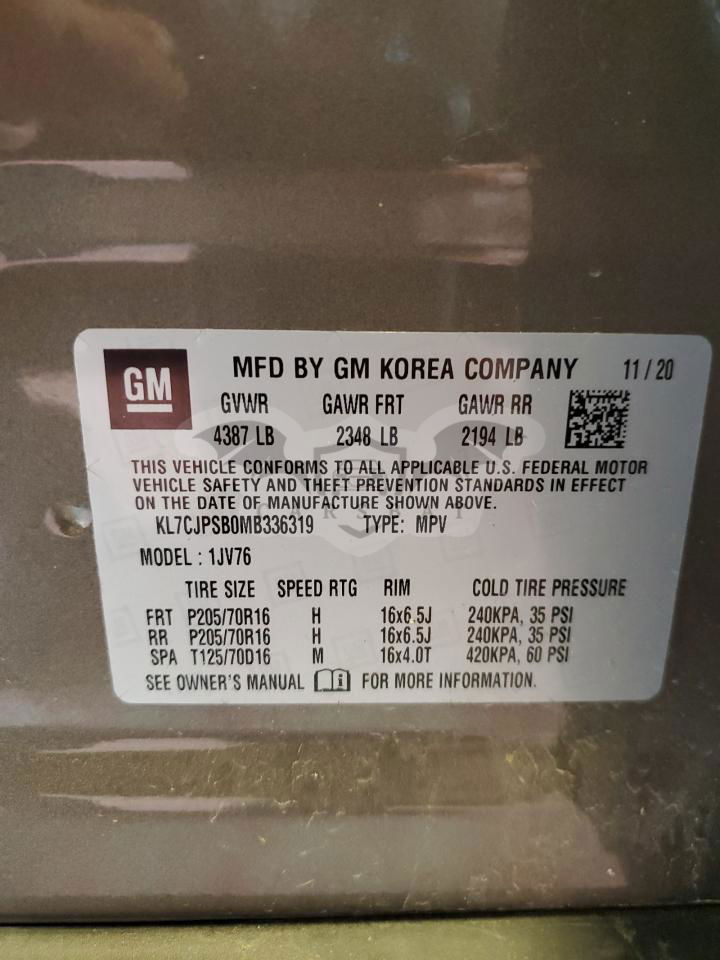 GM
MFD BY GM KOREA COMPANY 11/20
GVWR GAWR FRT GAWR RR
4387 LB 2348 LB 2194 LB
THIS VEHICLE CONFORMS TO ALL APPLICABLE U.S. FEDERAL MOTOR
VEHICLE SAFETY AND THEFT PREVENTION STANDARDS IN EFFECT
ON THE DATE OF MANUFACTURE SHOWN ABOVE.
KL7CJPSB0MB336319 TYPE: MPV
MODEL : 1JV76
TIRE SIZE SPEED RTG RIM COLD TIRE PRESSURE
FRT P205/70R16 H 16x6.5J 240KPA, 35 PSI
RR P205/70R16 H 16x6.5J 240KPA, 35 PSI
SPA T125/70D16 M 16x4.0T 420KPA, 60 PSI
SEE OWNER'S MANUAL i FOR MORE INFORMATION.